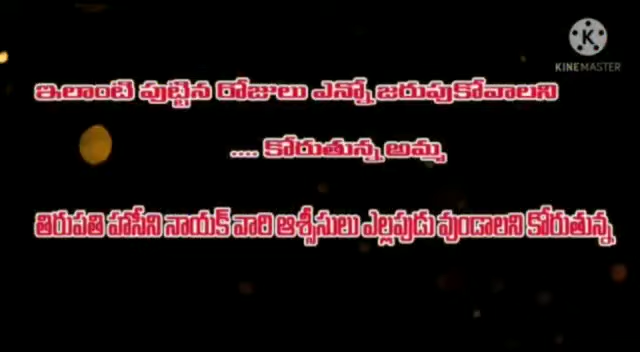 KINEMASTER
ఇలాంటి పుట్టిన రోజులు ఎన్నో జరుపుకోవాలని
.... కోరుతున్న అమ్మ
తిరుపతి హసీని నాయక్ వారి ఆశ్సీసులు ఎల్లపుడు వుండాలని కోరుతున్న